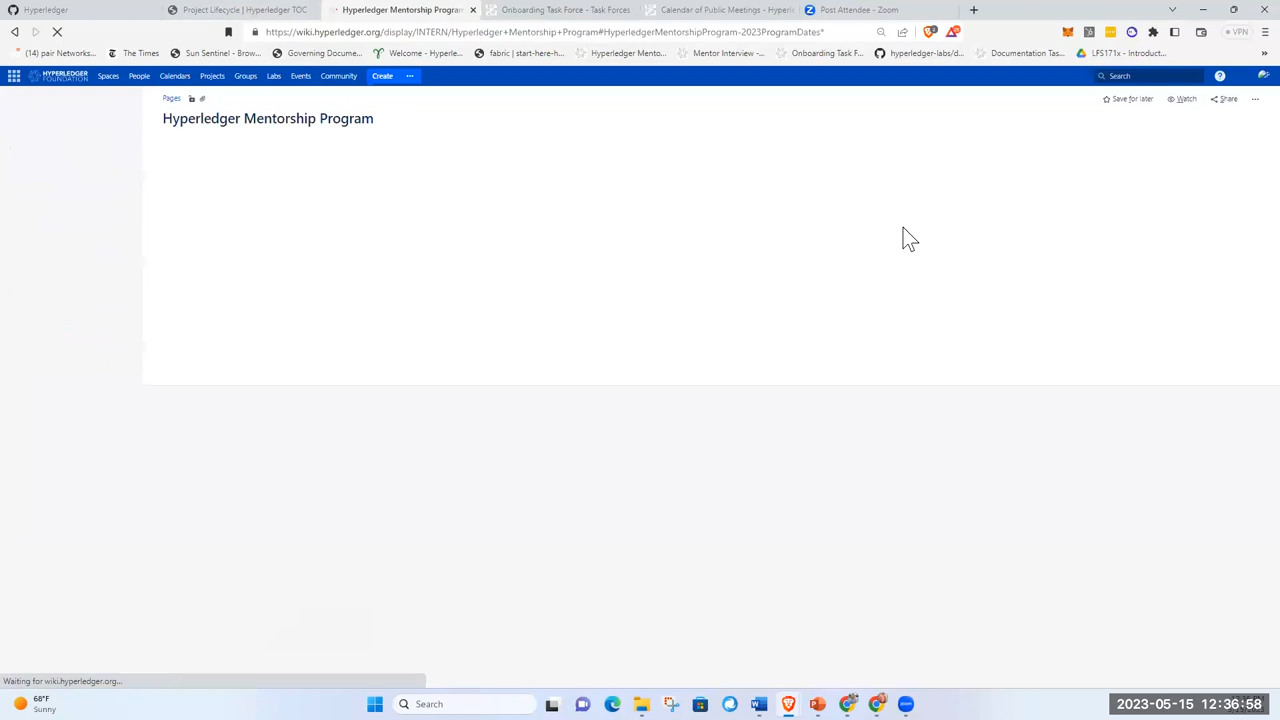 Hyperledger
Project Lifecycle | Hyperledger TOC
Hyperledger Mentorship Program
Onboarding Task Force - Task Forces
Calendar of Public Meetings - Hyperle
Post Attendee - Zoom
https://wiki.hyperledger.org/display/INTERN/Hyperledger+Mentorship+Program#HyperledgerMentorshipProgram-2023ProgramDates*
VPN
(14) pair Networks...
The Times
Sun Sentinel - Brow...
Governing Docume...
Welcome - Hyperle...
fabric | start-here-h...
Hyperledger Mento...
Mentor Interview -...
Onboarding Task F...
hyperledger-labs/d...
Documentation Tas...
LFS171x - Introduct...
HYPERLEDGER
FOUNDATION
Spaces
People
Calendars
Projects
Groups
Labs
Events
Community
Create
Search
Pages
Save for later
Watch
Share
Hyperledger Mentorship Program
Waiting for wiki.hyperledger.org...
68°F
Sunny
Search
2023-05-15 12:36:58